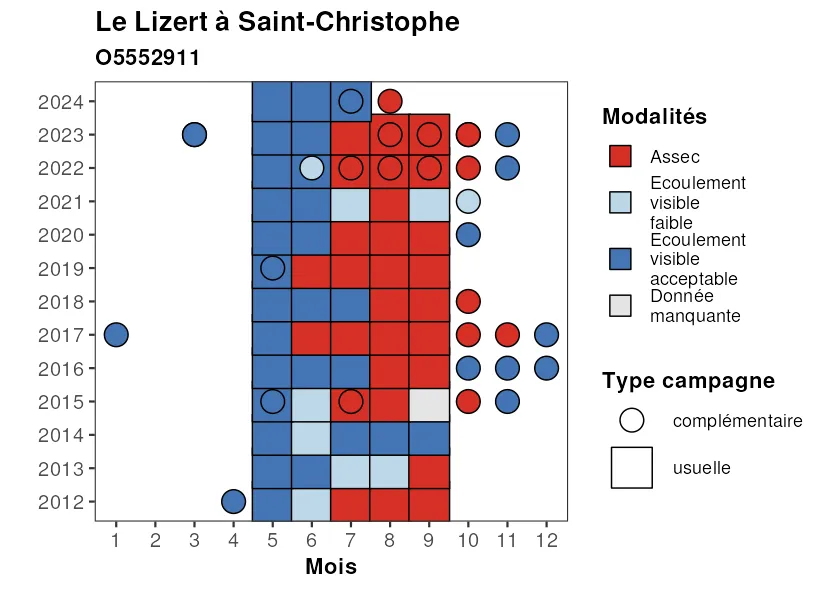 Le Lizert à Saint-Christophe
O5552911
2024
2023
2022
2021
2020
2019
2018
2017
2016
2015
2014
2013
2012
1 2 3 4 5 6 7 8 9 10 11 12
Mois
Modalités
Assec
Ecoulement
visible
faible
Ecoulement
visible
acceptable
Donnée
manquante
Type campagne
complémentaire
usuelle